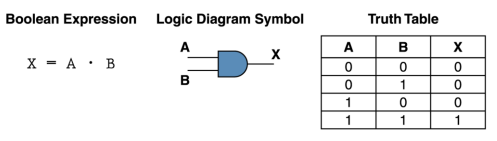 Boolean Expression
X = A · B
Logic Diagram Symbol
A
X
B
Truth Table
A B X
0 0 0
0 1 0
1 0 0
1 1 1